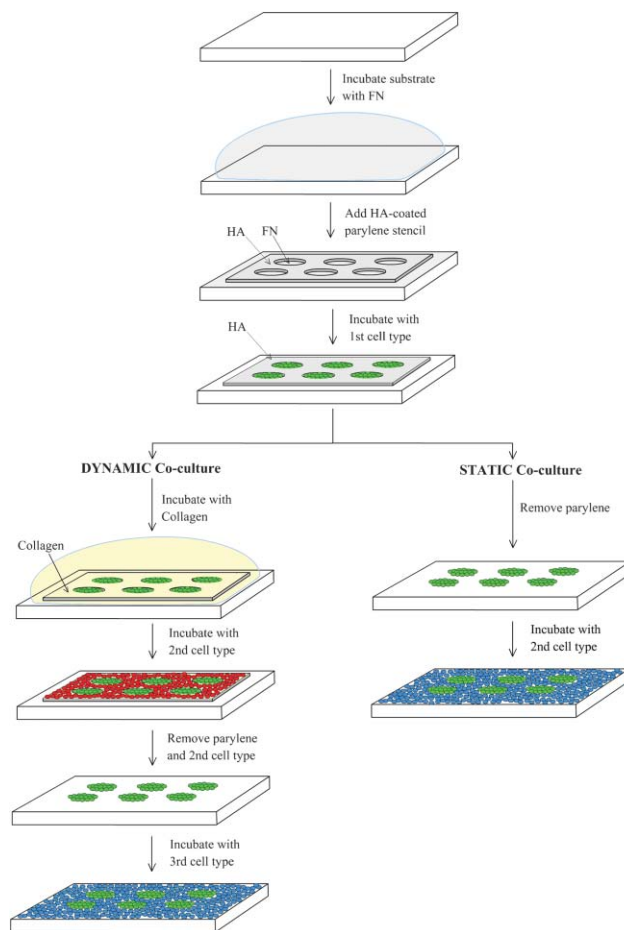 Incubate substrate
with FN
Add HA-coated
parylene stencil
HA
FN
Incubate with
1st cell type
HA
DYNAMIC Co-culture
Incubate with
Collagen
Collagen
Incubate with
2nd cell type
Remove parylene
and 2nd cell type
Incubate with
3rd cell type
STATIC Co-culture
Remove parylene
Incubate with
2nd cell type